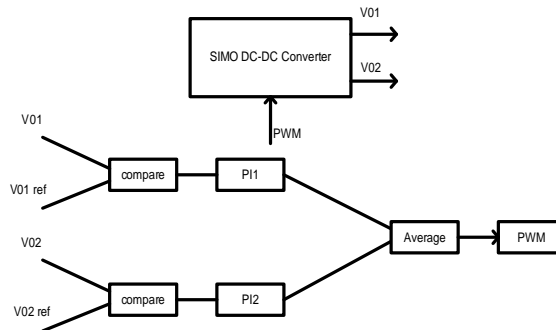 V01
SIMO DC-DC Converter
V02
PWM
V01
compare
PI1
V01 ref
Average
PWM
V02
compare
PI2
V02 ref